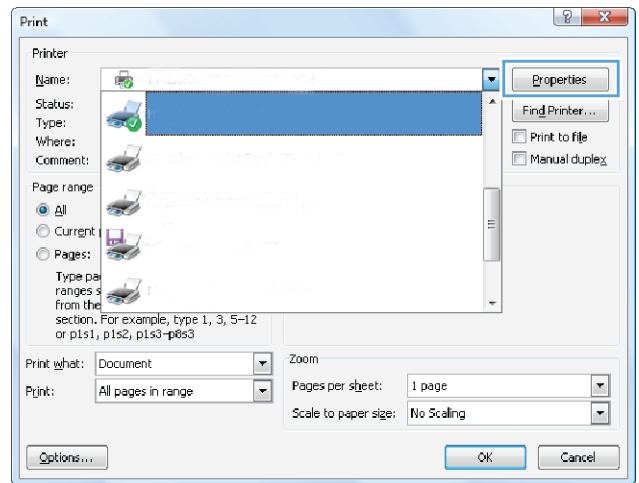 Print
Printer
Name:
Properties
Status:
Find Printer...
Type:
Where:
Print to file
Comment:
Manual duplex
Page range
All
Current
Pages:
Type
ranges
from the
section. For example, type 1, 3, 5–12
or p1s1, p1s2, p1s3–p8s3
Print what: Document
Zoom
Print: All pages in range
Pages per sheet: 1 page
Scale to paper size: No Scaling
Options...
OK
Cancel